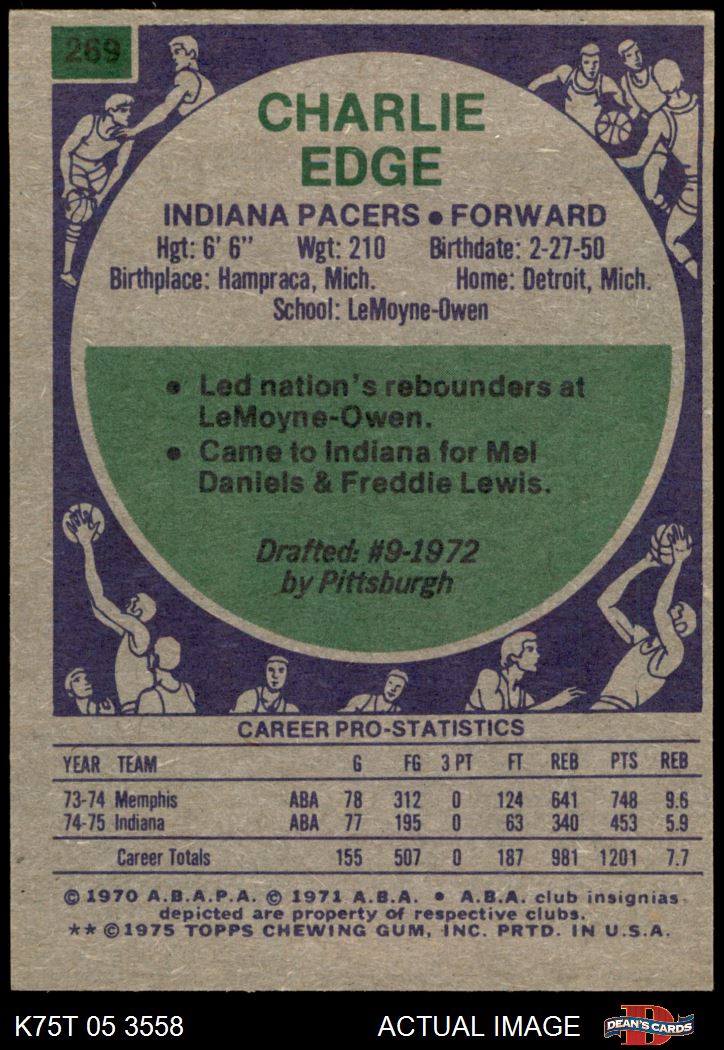 269
CHARLIE
EDGE
INDIANA PACERS • FORWARD
Hgt: 6' 6" Wgt: 210 Birthdate: 2-27-50
Birthplace: Hampraca, Mich. Home: Detroit, Mich.
School: LeMoyne-Owen
• Led nation's rebounders at
LeMoyne-Owen.
• Came to Indiana for Mel
Daniels & Freddie Lewis.
Drafted: #9-1972
by Pittsburgh
CAREER PRO-STATISTICS
YEAR TEAM G FG 3 PT FT REB PTS REB
73-74 Memphis ABA 78 312 0 124 641 748 9.6
74-75 Indiana ABA 77 195 0 63 340 453 5.9
Career Totals 155 507 0 187 981 1201 7.7
© 1970 A.B.A.P.A. © 1971 A.B.A. • A.B.A. club insignias
depicted are property of respective clubs.
** © 1975 TOPPS CHEWING GUM, INC. PRTD. IN U.S.A.
K75T 05 3558 ACTUAL IMAGE D DEAN'S CARDS